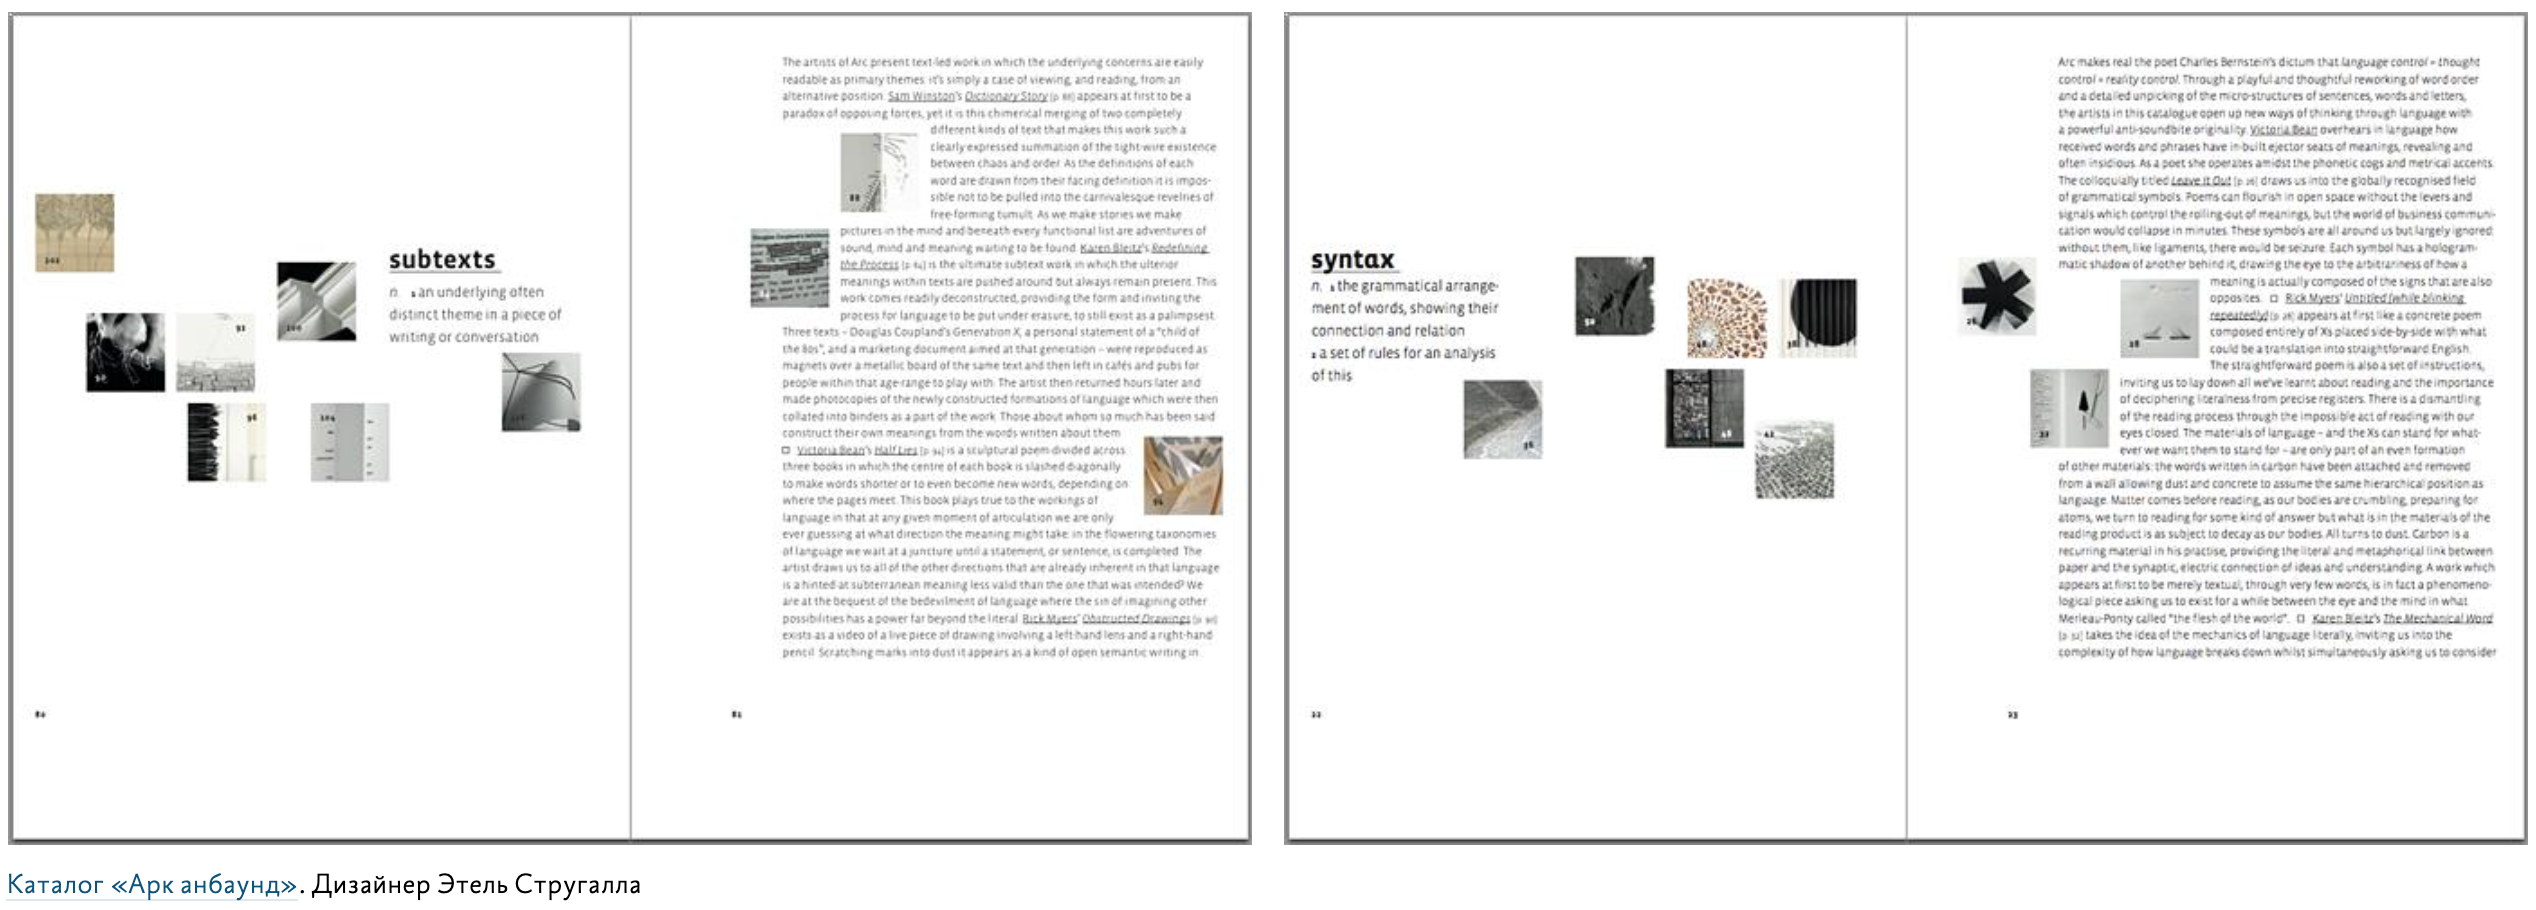 subtexts
n. 1 an underlying often
distinct theme in a piece of
writing or conversation
The artists of Arc present text-led work in which the underlying concerns are easily
readable as primary themes: it's simply a case of viewing, and reading, from an
alternative position. Sam Winston's Dictionary Story [p. 88] appears at first to be a
paradox of opposing forces, yet it is this chimerical merging of two completely
different kinds of text that makes this work such a
clearly expressed summation of the tight-wire existence
between chaos and order. As the definitions of each
word are drawn from their facing definition it is impos-
sible not to be pulled into the carnivalesque revelries of
free-forming tumult. As we make stories we make
pictures in the mind and beneath every functional list are adventures of
sound, mind and meaning waiting to be found. Karen Bleitz's Redefining
the Process [p. 84] is the ultimate subtext work in which the ulterior
meanings within texts are pushed around but always remain present. This
work comes readily deconstructed, providing the form and inviting the
process for language to be put under erasure, to still exist as a palimpsest.
Three texts – Douglas Coupland's Generation X, a personal statement of a "child of
the 80s", and a marketing document aimed at that generation – were reproduced as
magnets over a metallic board of the same text and then left in cafés and pubs for
people within that age-range to play with. The artist then returned hours later and
made photocopies of the newly constructed formations of language which were then
collated into binders as a part of the work. Those about whom so much has been said
construct their own meanings from the words written about them.
□ Victoria Bean's Half Lies [p. 94] is a sculptural poem divided across
three books in which the centre of each book is slashed diagonally
to make words shorter or to even become new words, depending on
where the pages meet. This book plays true to the workings of
language in that at any given moment of articulation we are only
ever guessing at what direction the meaning might take: in the flowering taxonomies
of language we wait at a juncture until a statement, or sentence, is completed. The
artist draws us to all of the other directions that are already inherent in that language:
is a hinted at subterranean meaning less valid than the one that was intended? We
are at the bequest of the bedevilment of language where the sin of imagining other
possibilities has a power far beyond the literal. Rick Myers' Obstructed Drawings [p. 90]
exists as a video of a live piece of drawing involving a left-hand lens and a right-hand
pencil. Scratching marks into dust it appears as a kind of open semantic writing in
80
81
syntax
n. 1 the grammatical arrange-
ment of words, showing their
connection and relation
2 a set of rules for an analysis
of this
Arc makes real the poet Charles Bernstein's dictum that language control = thought
control = reality control. Through a playful and thoughtful reworking of word order
and a detailed unpicking of the micro-structures of sentences, words and letters,
the artists in this catalogue open up new ways of thinking through language with
a powerful anti-soundbite originality. Victoria Bean overhears in language how
received words and phrases have in-built ejector seats of meanings, revealing and
often insidious. As a poet she operates amidst the phonetic cogs and metrical accents.
The colloquially titled Leave it Out [p. 26] draws us into the globally recognised field
of grammatical symbols. Poems can flourish in open space without the levers and
signals which control the rolling-out of meanings, but the world of business communi-
cation would collapse in minutes. These symbols are all around us but largely ignored:
without them, like ligaments, there would be seizure. Each symbol has a hologram-
matic shadow of another behind it, drawing the eye to the arbitrariness of how a
meaning is actually composed of the signs that are also
opposites. □ Rick Myers' Untitled (while blinking
repeatedly) [p. 28] appears at first like a concrete poem
composed entirely of Xs placed side-by-side with what
could be a translation into straightforward English.
The straightforward poem is also a set of instructions,
inviting us to lay down all we've learnt about reading and the importance
of deciphering literalness from precise registers. There is a dismantling
of the reading process through the impossible act of reading with our
eyes closed. The materials of language – and the Xs can stand for what-
ever we want them to stand for – are only part of an even formation
of other materials: the words written in carbon have been attached and removed
from a wall allowing dust and concrete to assume the same hierarchical position as
language. Matter comes before reading, as our bodies are crumbling, preparing for
atoms, we turn to reading for some kind of answer but what is in the materials of the
reading product is as subject to decay as our bodies. All turns to dust. Carbon is a
recurring material in his practise, providing the literal and metaphorical link between
paper and the synaptic, electric connection of ideas and understanding. A work which
appears at first to be merely textual, through very few words, is in fact a phenomeno-
logical piece asking us to exist for a while between the eye and the mind in what
Merleau-Ponty called "the flesh of the world". □ Karen Bleitz's The Mechanical Word
[p. 32] takes the idea of the mechanics of language literally, inviting us into the
complexity of how language breaks down whilst simultaneously asking us to consider
22
23
Каталог «Арк анбаунд». Дизайнер Этель Стругалла